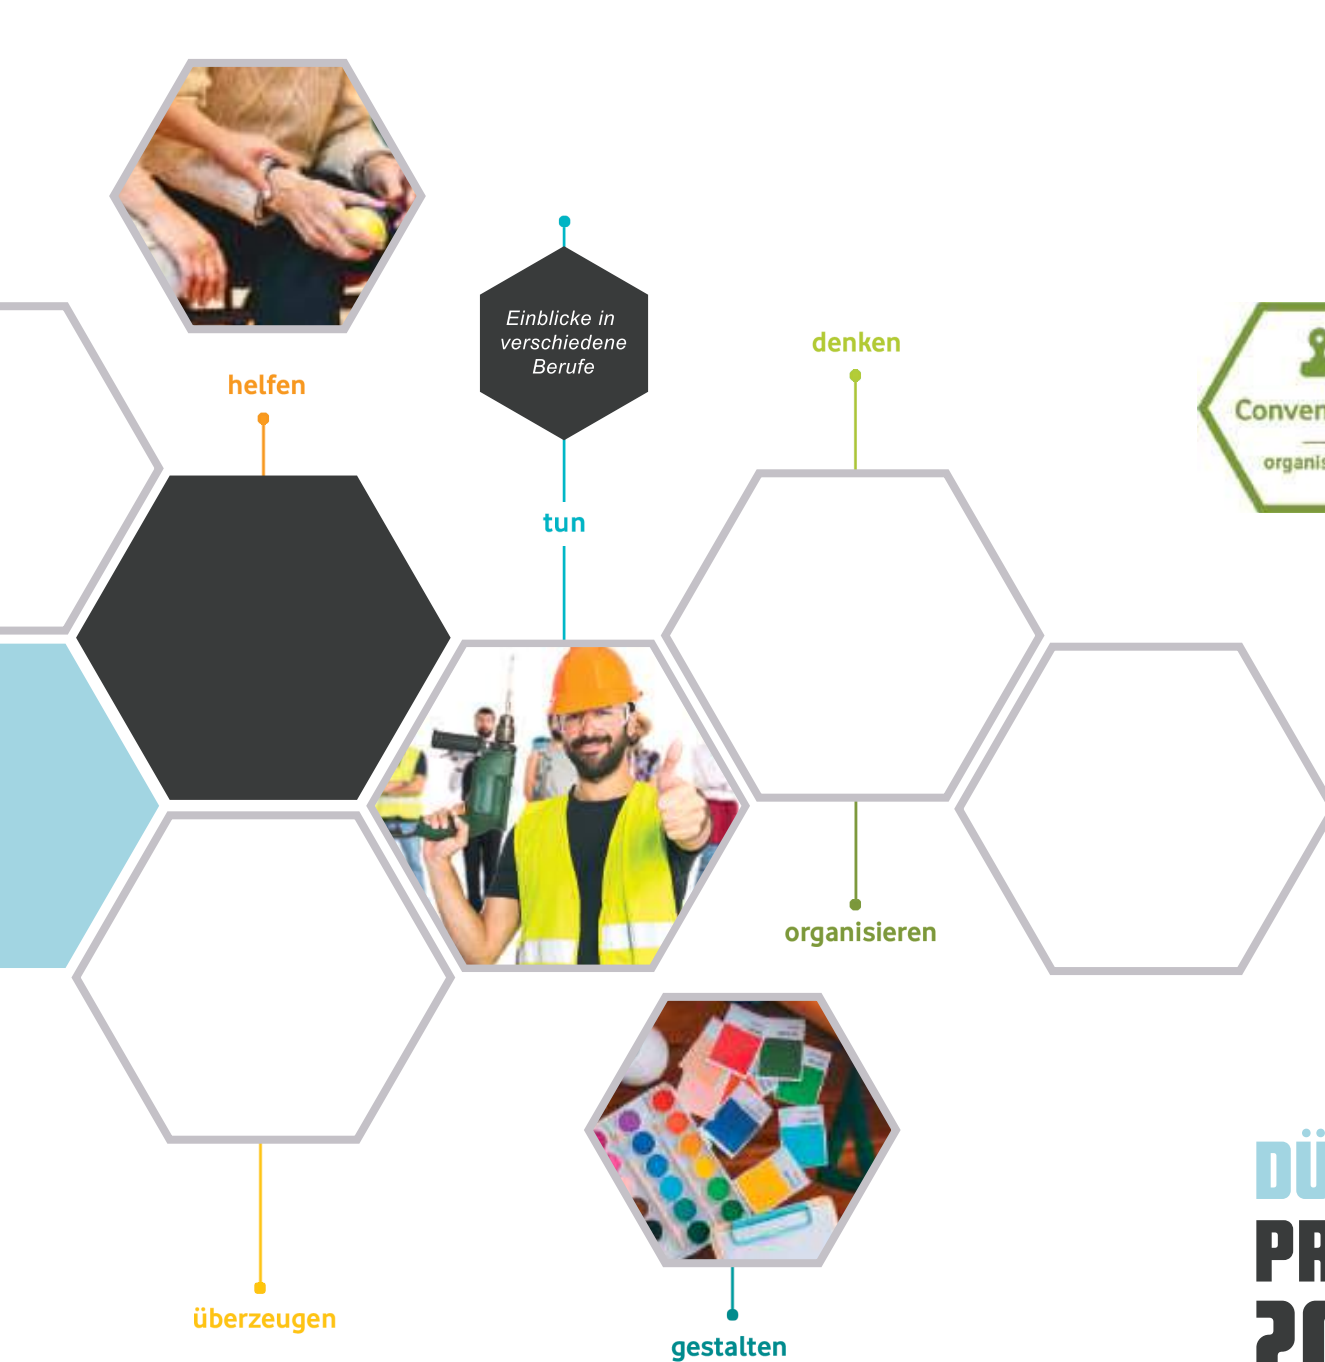 Einblicke in
verschiedene
Berufe
denken
helfen
tun
organisieren
überzeugen
gestalten